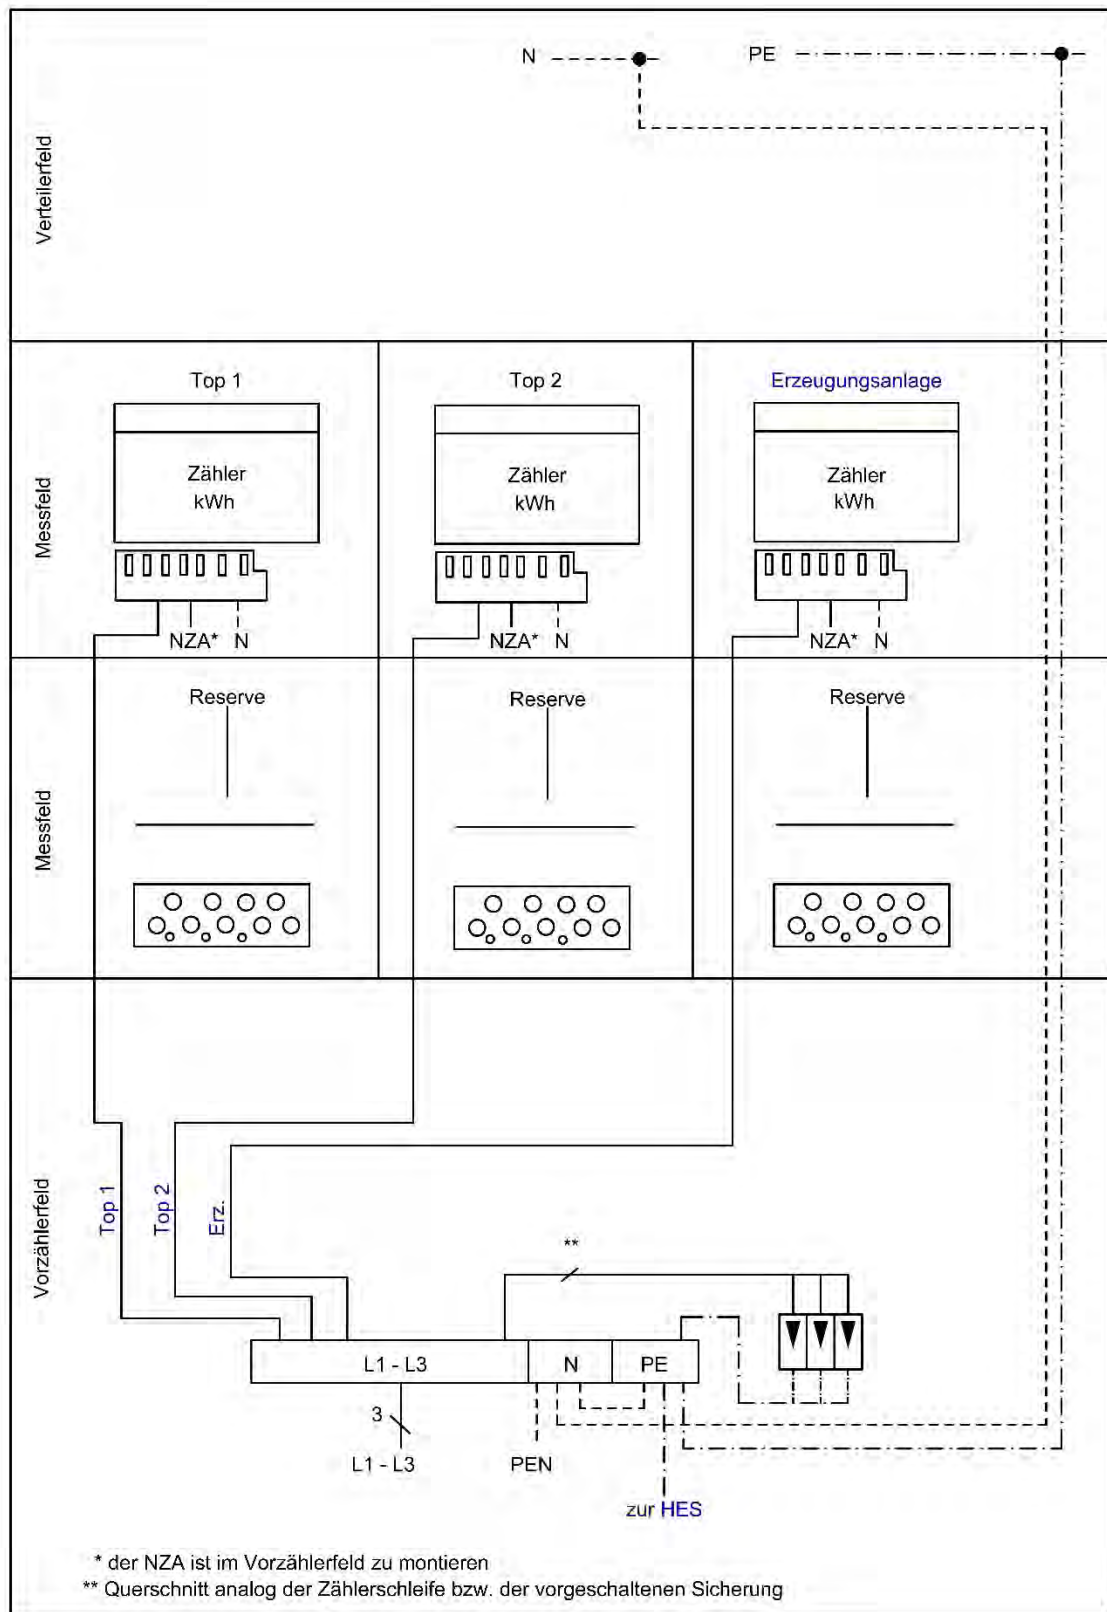 N
PE
Verteilerfeld
Top 1
Top 2
Erzeugungsanlage
Zähler
kWh
Zähler
kWh
Zähler
kWh
Messfeld
NZA* N
NZA* N
NZA* N
Reserve
Reserve
Reserve
Messfeld
Vorzählerfeld
Top 1
Top 2
Erz.
**
L1 - L3
N
PE
3
L1 - L3
PEN
zur HES
* der NZA ist im Vorzählerfeld zu montieren
** Querschnitt analog der Zählerschleife bzw. der vorgeschaltenen Sicherung